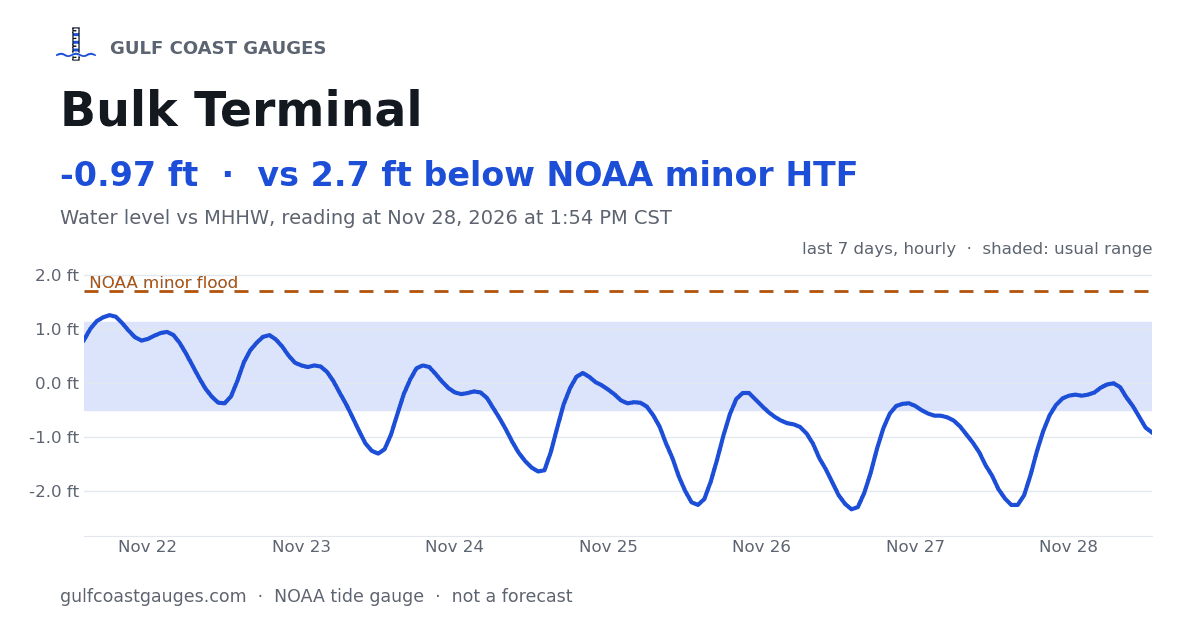 GULF COAST GAUGES
Bulk Terminal
-0.97 ft · vs 2.7 ft below NOAA minor HTF
Water level vs MHHW, reading at Nov 28, 2026 at 1:54 PM CST
last 7 days, hourly · shaded: usual range
2.0 ft
NOAA minor flood
1.0 ft
0.0 ft
-1.0 ft
-2.0 ft
Nov 22 Nov 23 Nov 24 Nov 25 Nov 26 Nov 27 Nov 28
gulfcoastgauges.com · NOAA tide gauge · not a forecast